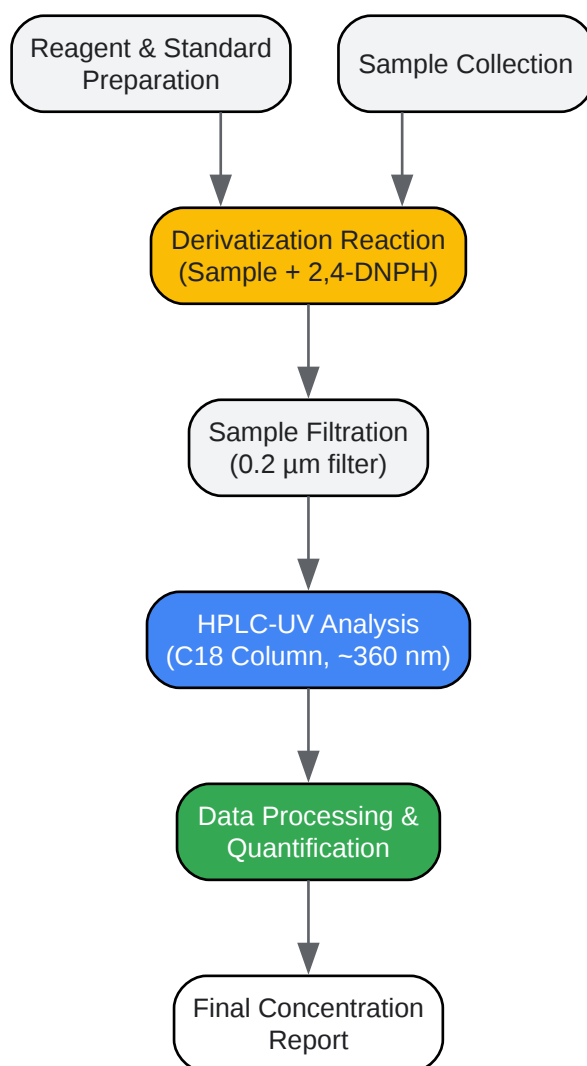 Reagent & Standard
Preparation
Sample Collection
Derivatization Reaction
(Sample + 2,4-DNPH)
Sample Filtration
(0.2 µm filter)
HPLC-UV Analysis
(C18 Column, ~360 nm)
Data Processing &
Quantification
Final Concentration
Report